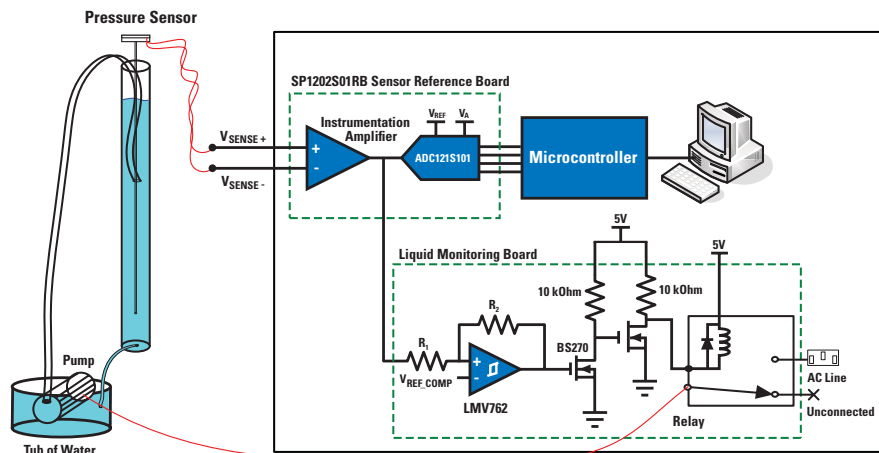 Pressure Sensor
SP1202S01RB Sensor Reference Board
Instrumentation
Amplifier
VREF
VA
VSENSE +
VSENSE -
+
-
ADC121S101
Microcontroller
5V
Liquid Monitoring Board
5V
10 kOhm
10 kOhm
R2
R1
BS270
+
-
VREF_COMP
LMV762
Pump
AC Line
Relay
Unconnected
Tub of Water